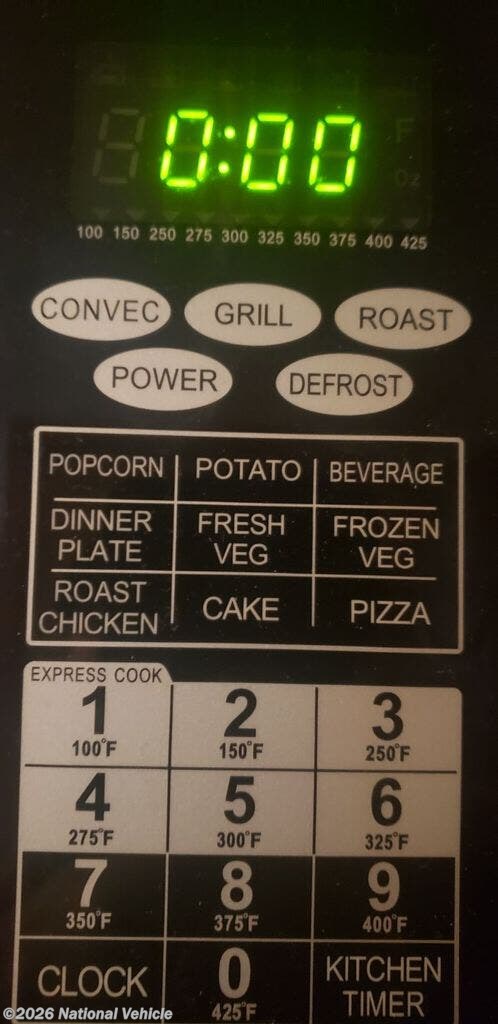 0:00
F
Oz
100 150 250 275 300 325 350 375 400 425
CONVEC GRILL ROAST
POWER DEFROST
POPCORN POTATO BEVERAGE
DINNER PLATE FRESH VEG FROZEN VEG
ROAST CHICKEN CAKE PIZZA
EXPRESS COOK
1 2 3
100°F 150°F 250°F
4 5 6
275°F 300°F 325°F
7 8 9
350°F 375°F 400°F
CLOCK 0 KITCHEN TIMER
425°F
©2026 National Vehicle